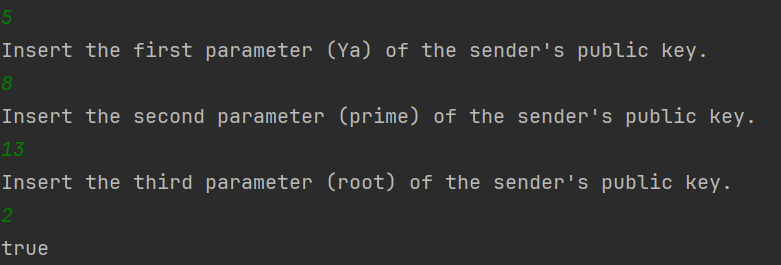 5
Insert the first parameter (Ya) of the sender's public key.
8
Insert the second parameter (prime) of the sender's public key.
13
Insert the third parameter (root) of the sender's public key.
2
true